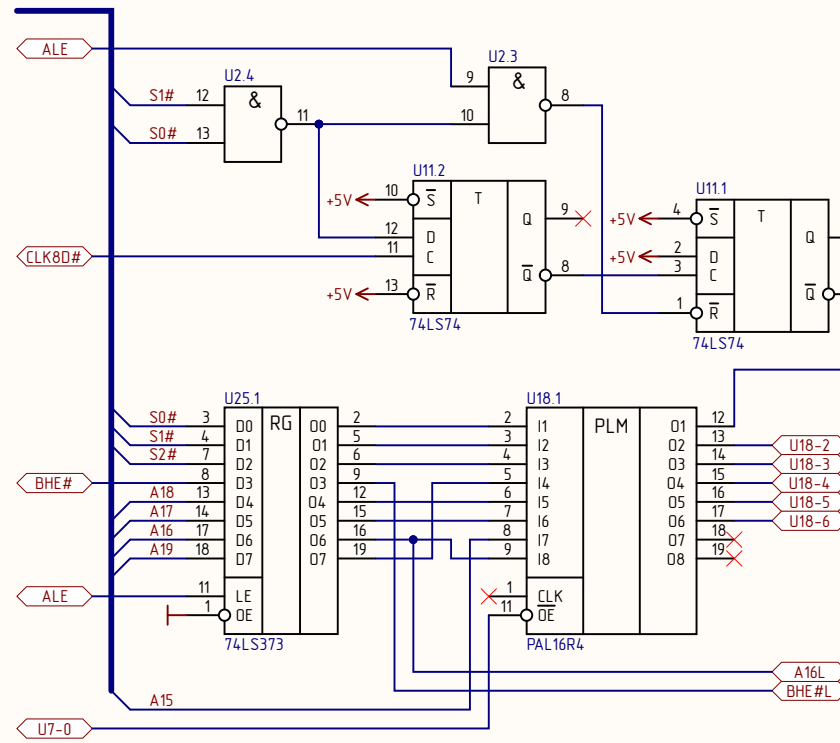 ALE
U2.4
S1# 12 & 11
S0# 13
U2.3
9 & 8
10
U11.2
+5V 10 S T Q 9
12 D
CLK8D# 11 C Q 8
+5V 13 R
74LS74
U11.1
+5V 4 S T Q
+5V 2 D
3 C Q
1 R
74LS74
U25.1
S0# 3 D0 RG O0 2
S1# 4 D1 O1 5
S2# 7 D2 O2 6
BHE# 8 D3 O3 9
A18 13 D4 O4 12
A17 14 D5 O5 15
A16 17 D6 O6 16
A19 18 D7 O7 19
ALE 11 LE
1 OE
74LS373
U18.1
2 I1 PLM O1 12
3 I2 O2 13 U18-2
4 I3 O3 14 U18-3
5 I4 O4 15 U18-4
6 I5 O5 16 U18-5
7 I6 O6 17 U18-6
8 I7 O7 18
9 I8 O8 19
1 CLK
11 OE
PAL16R4
A16L
BHE#L
A15
U7-0